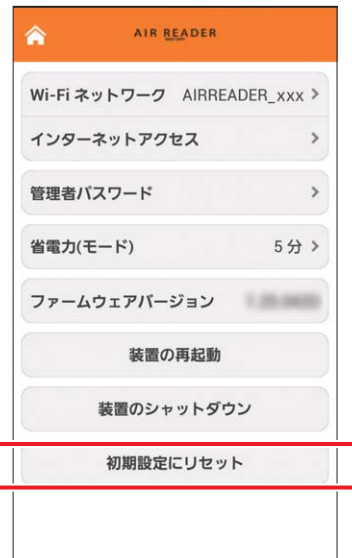 AIR READER
Wi-Fi ネットワーク AIRREADER_xxx >
インターネットアクセス >
管理者パスワード >
省電力(モード) 5 分 >
ファームウェアバージョン
装置の再起動
装置のシャットダウン
初期設定にリセット